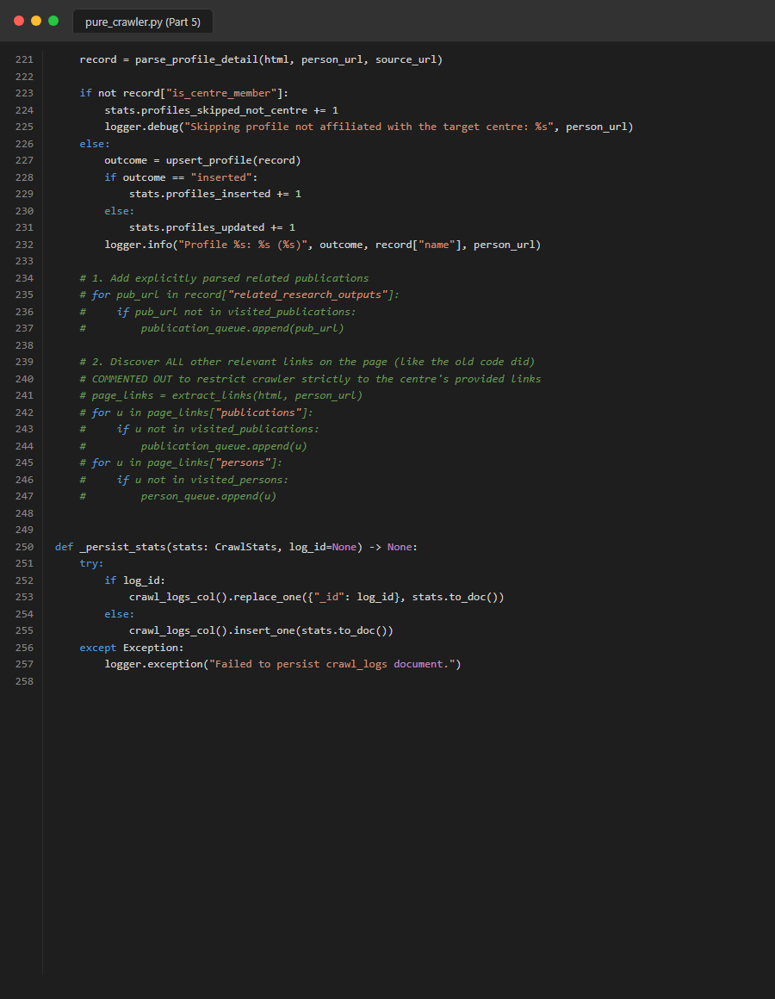 pure_crawler.py (Part 5)
221     record = parse_profile_detail(html, person_url, source_url)
222
223     if not record["is_centre_member"]:
224         stats.profiles_skipped_not_centre += 1
225         logger.debug("Skipping profile not affiliated with the target centre: %s", person_url)
226     else:
227         outcome = upsert_profile(record)
228         if outcome == "inserted":
229             stats.profiles_inserted += 1
230         else:
231             stats.profiles_updated += 1
232         logger.info("Profile %s: %s (%s)", outcome, record["name"], person_url)
233
234     # 1. Add explicitly parsed related publications
235     # for pub_url in record["related_research_outputs"]:
236     #     if pub_url not in visited_publications:
237     #         publication_queue.append(pub_url)
238
239     # 2. Discover ALL other relevant links on the page (like the old code did)
240     # COMMENTED OUT to restrict crawler strictly to the centre's provided links
241     # page_links = extract_links(html, person_url)
242     # for u in page_links["publications"]:
243     #     if u not in visited_publications:
244     #         publication_queue.append(u)
245     # for u in page_links["persons"]:
246     #     if u not in visited_persons:
247     #         person_queue.append(u)
248
249
250 def _persist_stats(stats: CrawlStats, log_id=None) -> None:
251     try:
252         if log_id:
253             crawl_logs_col().replace_one({"_id": log_id}, stats.to_doc())
254         else:
255             crawl_logs_col().insert_one(stats.to_doc())
256     except Exception:
257         logger.exception("Failed to persist crawl_logs document.")
258